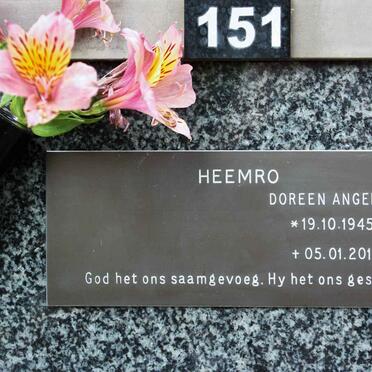 151
HEEMRO
DOREEN ANGE
*19.10.1945
+05.01.201
God het ons saamgevoeg. Hy het ons ges